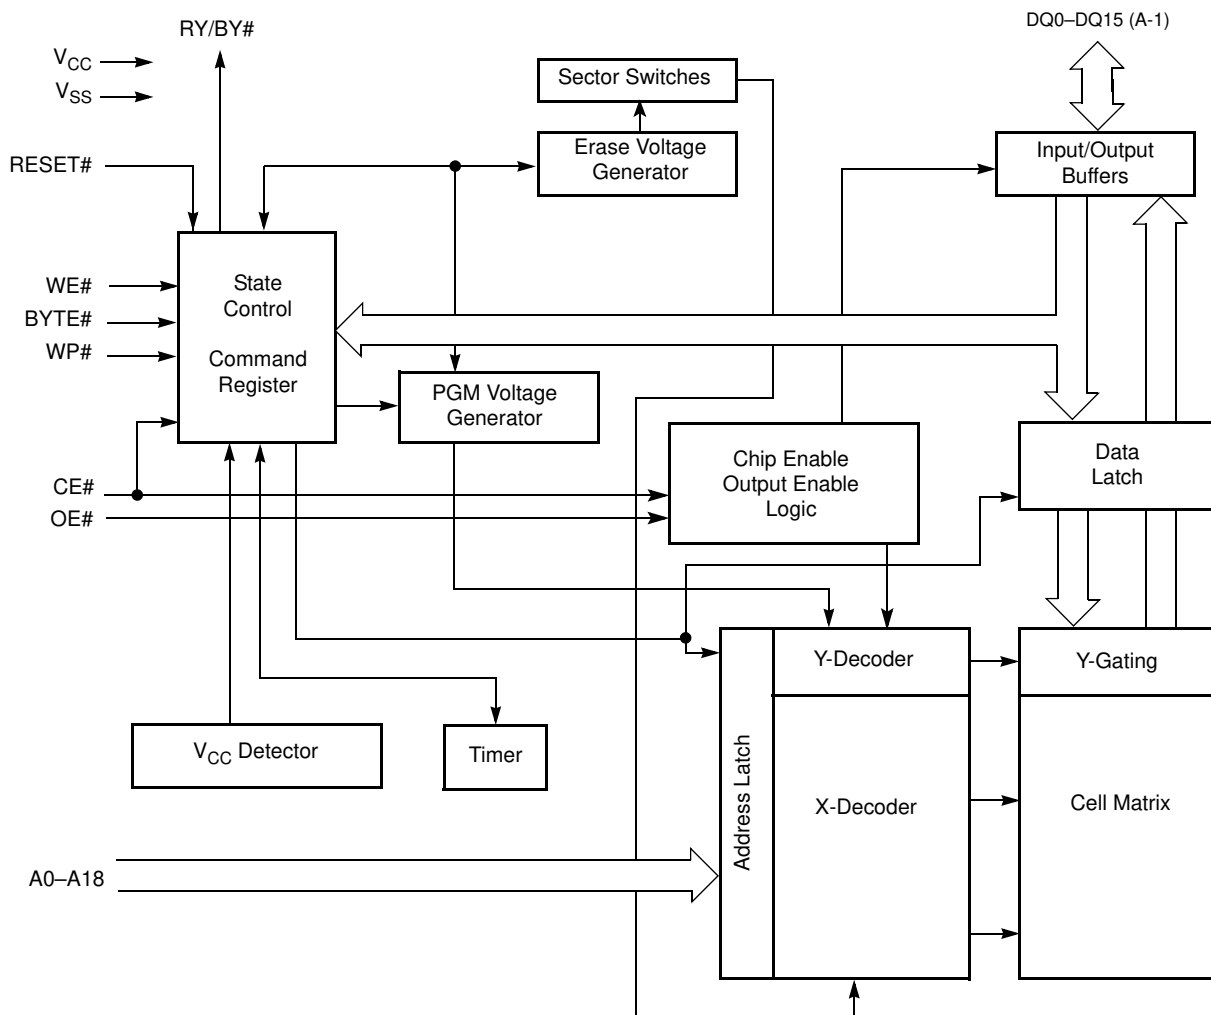 RY/BY#
DQ0–DQ15 (A-1)
VCC
VSS
Sector Switches
RESET#
Erase Voltage
Generator
Input/Output
Buffers
WE#
BYTE#
WP#
State
Control
Command
Register
PGM Voltage
Generator
CE#
OE#
Chip Enable
Output Enable
Logic
Data
Latch
Y-Decoder
Y-Gating
VCC Detector
Timer
Address Latch
X-Decoder
Cell Matrix
A0–A18